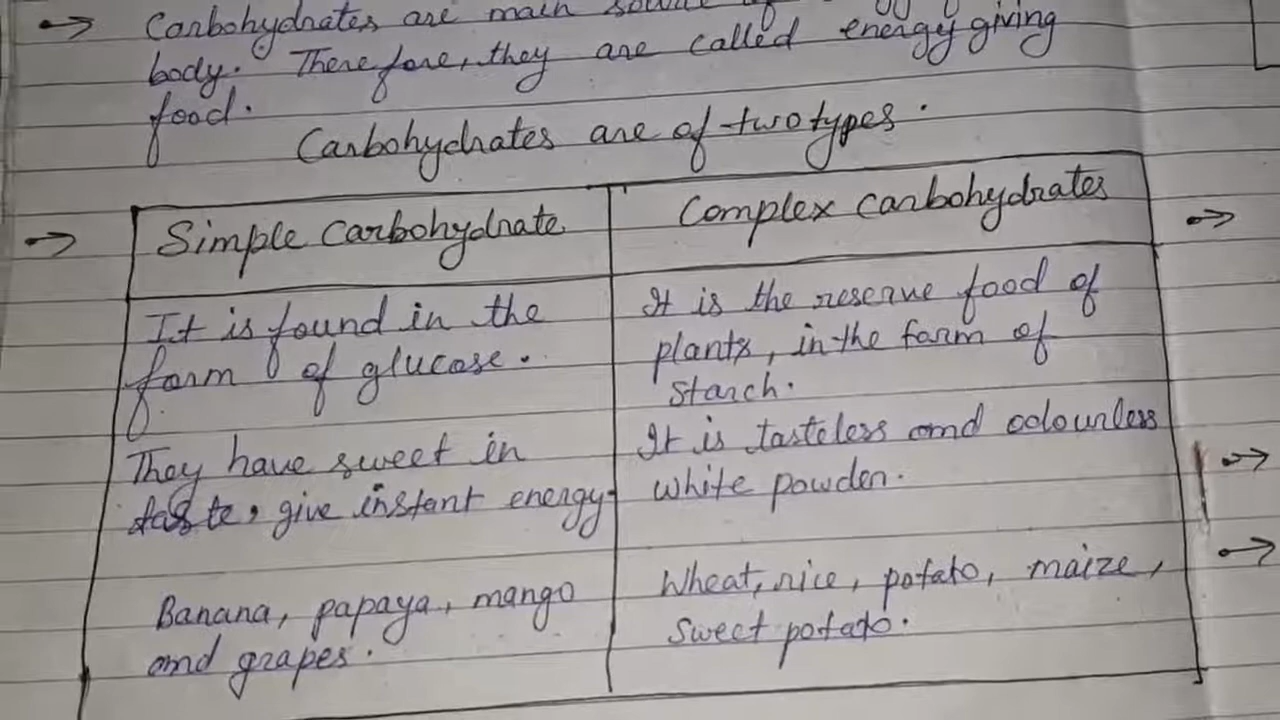 Carbohydrates are main source of
body. Therefore, they are called energy giving
food.
Carbohydrates are of two types.
Simple Carbohydrate
Complex carbohydrates
It is found in the
form of glucose.
It is the reserve food of
plants, in the form of
starch.
They have sweet in
taste, give instant energy.
It is tasteless and odourless
white powder.
Banana, papaya, mango
and grapes.
Wheat, rice, potato, maize,
sweet potato.